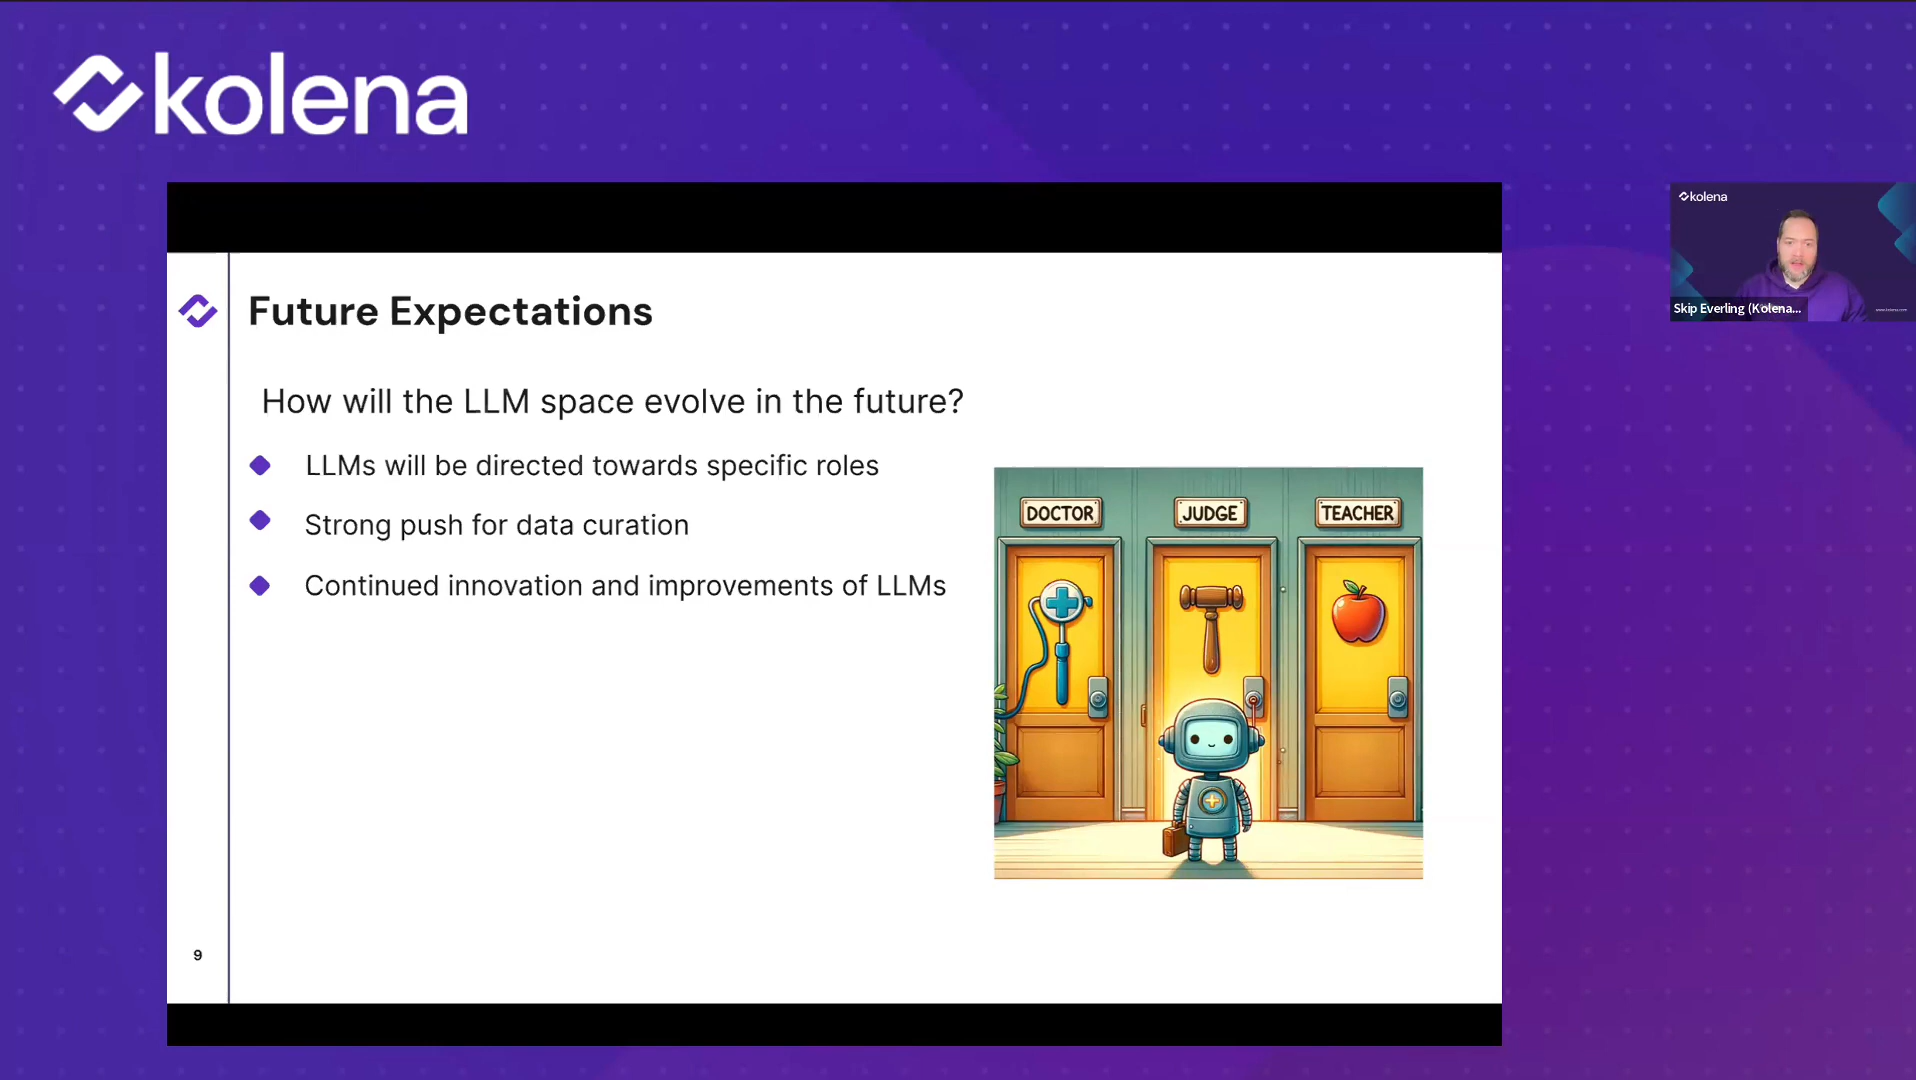 kolena
kolena
Skip Everling (Kolena...
Future Expectations
How will the LLM space evolve in the future?
LLMs will be directed towards specific roles
Strong push for data curation
Continued innovation and improvements of LLMs
DOCTOR
JUDGE
TEACHER
9